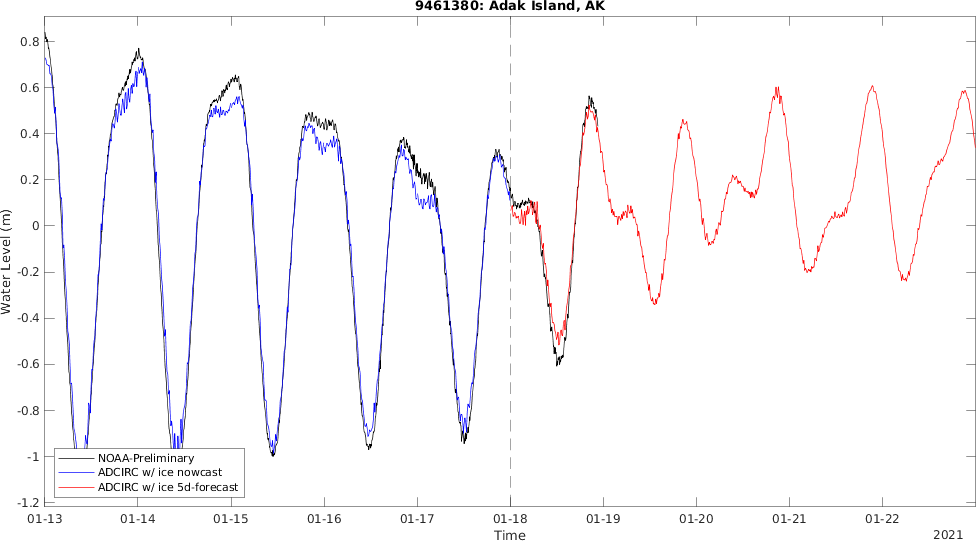 9461380: Adak Island, AK
Water Level (m)
0.8
0.6
0.4
0.2
0
-0.2
-0.4
-0.6
-0.8
-1
-1.2
NOAA-Preliminary
ADCIRC w/ ice nowcast
ADCIRC w/ ice 5d-forecast
01-13 01-14 01-15 01-16 01-17 01-18 01-19 01-20 01-21 01-22
Time
2021